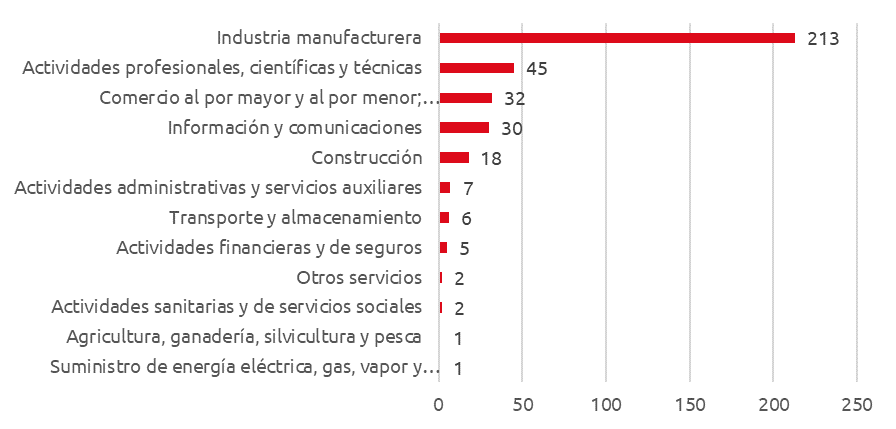 Industria manufacturera 213
Actividades profesionales, científicas y técnicas 45
Comercio al por mayor y al por menor;… 32
Información y comunicaciones 30
Construcción 18
Actividades administrativas y servicios auxiliares 7
Transporte y almacenamiento 6
Actividades financieras y de seguros 5
Otros servicios 2
Actividades sanitarias y de servicios sociales 2
Agricultura, ganadería, silvicultura y pesca 1
Suministro de energía eléctrica, gas, vapor y… 1
0 50 100 150 200 250